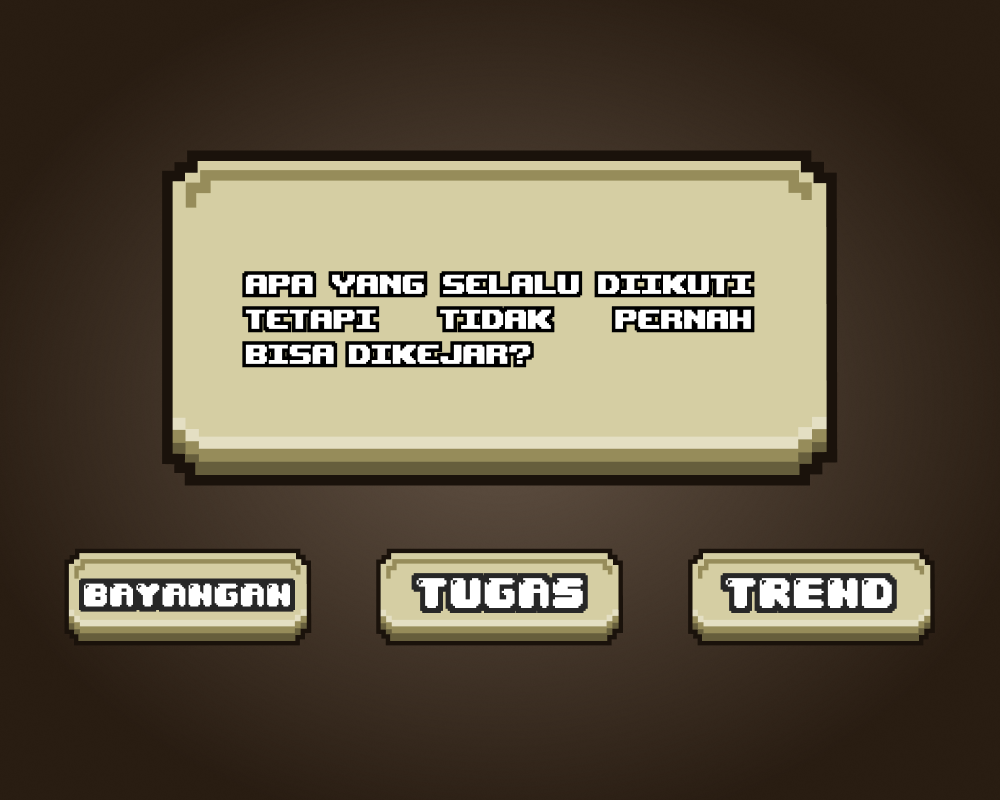 APA YANG SELALU DIIKUTI
TETAPI TIDAK PERNAH
BISA DIKEJAR?
BAYANGAN
TUGAS
TREND